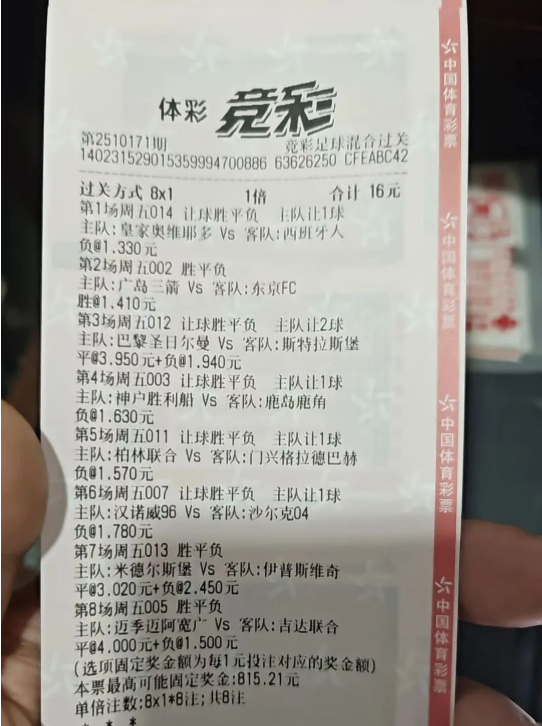 体彩 竞彩
第2510171期 竞彩足球混合过关
140231529015359994700886 63626250 CFEABC42
过关方式 8x1 1倍 合计 16元
第1场周五014 让球胜平负 主队让1球
主队:皇家奥维耶多 Vs 客队:西班牙人
负@1.330元
第2场周五002 胜平负
主队:广岛三箭 Vs 客队:东京FC
胜@1.410元
第3场周五012 让球胜平负 主队让2球
主队:巴黎圣日尔曼 Vs 客队:斯特拉斯堡
平@3.950元+负@1.940元
第4场周五003 让球胜平负 主队让1球
主队:神户胜利船 Vs 客队:鹿岛鹿角
负@1.630元
第5场周五011 让球胜平负 主队让1球
主队:柏林联合 Vs 客队:门兴格拉德巴赫
负@1.570元
第6场周五007 让球胜平负 主队让1球
主队:汉诺威96 Vs 客队:沙尔克04
负@1.780元
第7场周五013 胜平负
主队:米德尔斯堡 Vs 客队:伊普斯维奇
平@3.020元+负@2.450元
第8场周五005 胜平负
主队:迈季迈阿宽广 Vs 客队:吉达联合
平@4.000元+负@1.500元
(选项固定奖金额为每1元投注对应的奖金额)
本票最高可能固定奖金:815.21元
单倍注数:8x1*8注;共8注
中国体育彩票
中国体育彩票
中国体育彩票
中国体育彩票